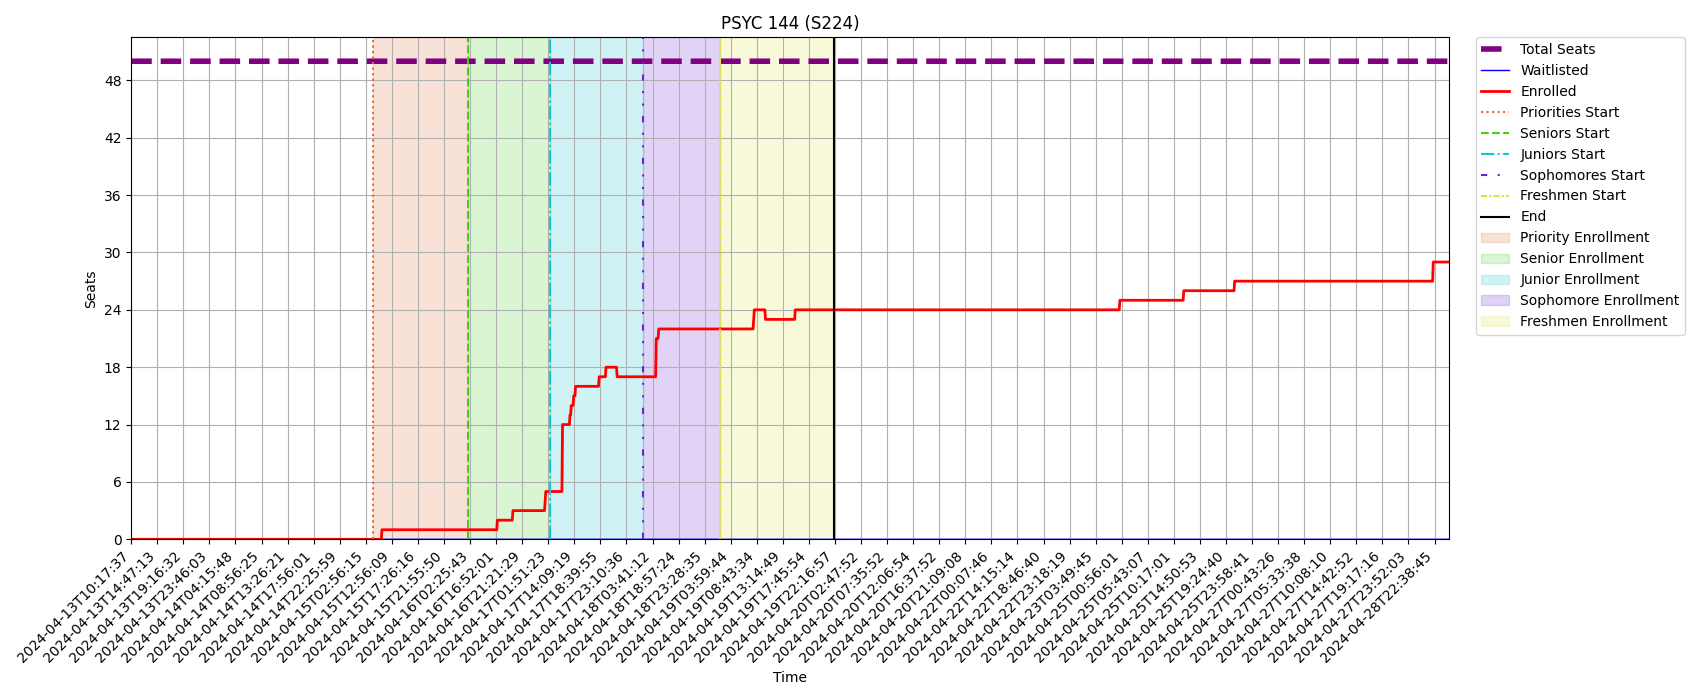 PSYC 144 (S224)
Seats
48
42
36
30
24
18
12
6
0
2024-04-13T10:17:37
2024-04-13T14:47:13
2024-04-13T19:16:32
2024-04-13T23:46:03
2024-04-14T04:15:48
2024-04-14T08:56:25
2024-04-14T13:26:21
2024-04-14T17:56:01
2024-04-14T22:25:59
2024-04-15T02:56:15
2024-04-15T12:56:09
2024-04-15T17:26:16
2024-04-15T21:55:50
2024-04-16T02:25:43
2024-04-16T16:52:01
2024-04-16T21:21:29
2024-04-17T01:51:23
2024-04-17T14:09:19
2024-04-17T18:39:55
2024-04-17T23:10:36
2024-04-18T03:41:12
2024-04-18T18:57:24
2024-04-18T23:28:35
2024-04-19T03:59:44
2024-04-19T08:43:34
2024-04-19T13:14:49
2024-04-19T17:45:54
2024-04-19T22:16:57
2024-04-20T02:47:52
2024-04-20T07:35:52
2024-04-20T12:06:54
2024-04-20T16:37:52
2024-04-20T21:09:08
2024-04-22T00:07:46
2024-04-22T14:15:14
2024-04-22T18:46:40
2024-04-22T23:18:19
2024-04-23T03:49:45
2024-04-25T00:56:01
2024-04-25T05:43:07
2024-04-25T10:17:01
2024-04-25T14:50:53
2024-04-25T19:24:40
2024-04-25T23:58:41
2024-04-27T00:43:26
2024-04-27T05:33:38
2024-04-27T10:08:10
2024-04-27T14:42:52
2024-04-27T19:17:16
2024-04-27T23:52:03
2024-04-28T22:38:45
Time
Total Seats
Waitlisted
Enrolled
Priorities Start
Seniors Start
Juniors Start
Sophomores Start
Freshmen Start
End
Priority Enrollment
Senior Enrollment
Junior Enrollment
Sophomore Enrollment
Freshmen Enrollment